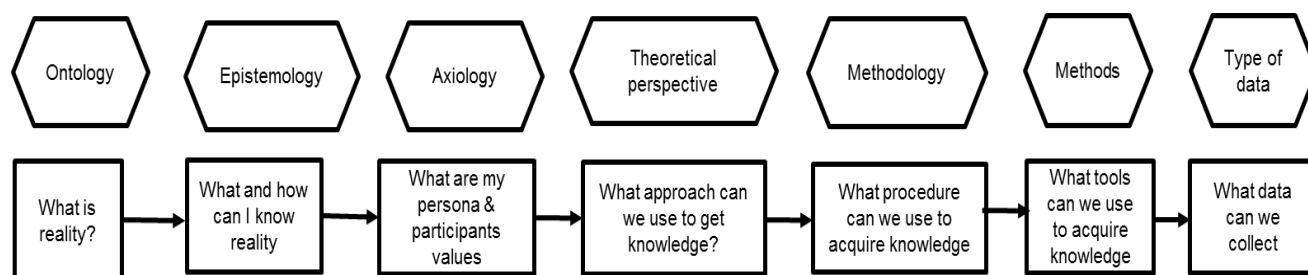 Ontology
Epistemology
Axiology
Theoretical
perspective
Methodology
Methods
Type of
data
What is
reality?
What and how
can I know
reality
What are my
persona &
participants
values
What approach can
we use to get
knowledge?
What procedure
can we use to
acquire knowledge
What tools
can we use
to acquire
knowledge
What data
can we
collect